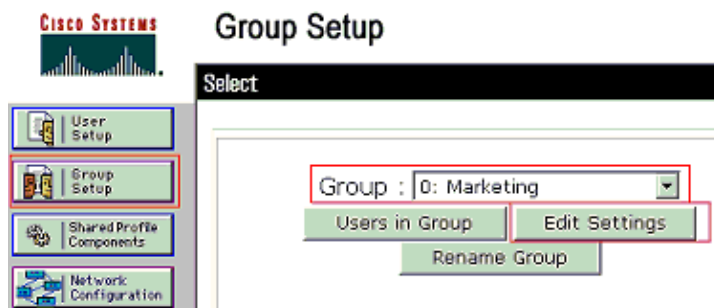 CISCO SYSTEMS
Group Setup
Select
User
Setup
Group
Setup
Shared Profile
Components
Network
Configuration
Group : 0: Marketing
Users in Group
Edit Settings
Rename Group